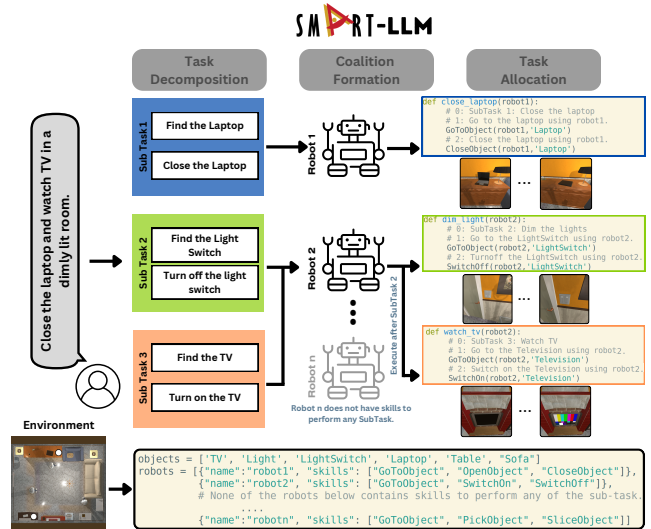 SMART-LLM
Task
Decomposition
Coalition
Formation
Task
Allocation
Close the laptop and watch TV in a
dimly lit room.
Sub Task 1
Find the Laptop
Close the Laptop
Robot 1
def close_laptop(robot1):
# 0: SubTask 1: Close the laptop
# 1: Go to the laptop using robot1.
GoToObject(robot1,'Laptop')
# 2: Close the laptop using robot1.
CloseObject(robot1,'Laptop')
...
Sub Task 2
Find the Light
Switch
Turn off the light
switch
Robot 2
def dim_light(robot2):
# 0: SubTask 2: Dim the lights
# 1: Go to the LightSwitch using robot2.
GoToObject(robot2,'LightSwitch')
# 2: Turnoff the LightSwitch using robot2.
SwitchOff(robot2,'LightSwitch')
...
Execute after SubTask 2
Sub Task 3
Find the TV
Turn on the TV
Robot n
Robot n does not have skills to
perform any SubTask.
def watch_tv(robot2):
# 0: SubTask 3: Watch TV
# 1: Go to the Television using robot2.
GoToObject(robot2,'Television')
# 2: Switch on the Television using robot2.
SwitchOn(robot2,'Television')
...
Environment
objects = ['TV', 'Light', 'LightSwitch', 'Laptop', 'Table', "Sofa"]
robots = [{"name":"robot1", "skills": ["GoToObject", "OpenObject", "CloseObject"]},
{"name":"robot2", "skills": ["GoToObject", "SwitchOn", "SwitchOff"]},
# None of the robots below contains skills to perform any of the sub-task.
....
{"name":"robotn", "skills": ["GoToObject", "PickObject", "SliceObject"]]